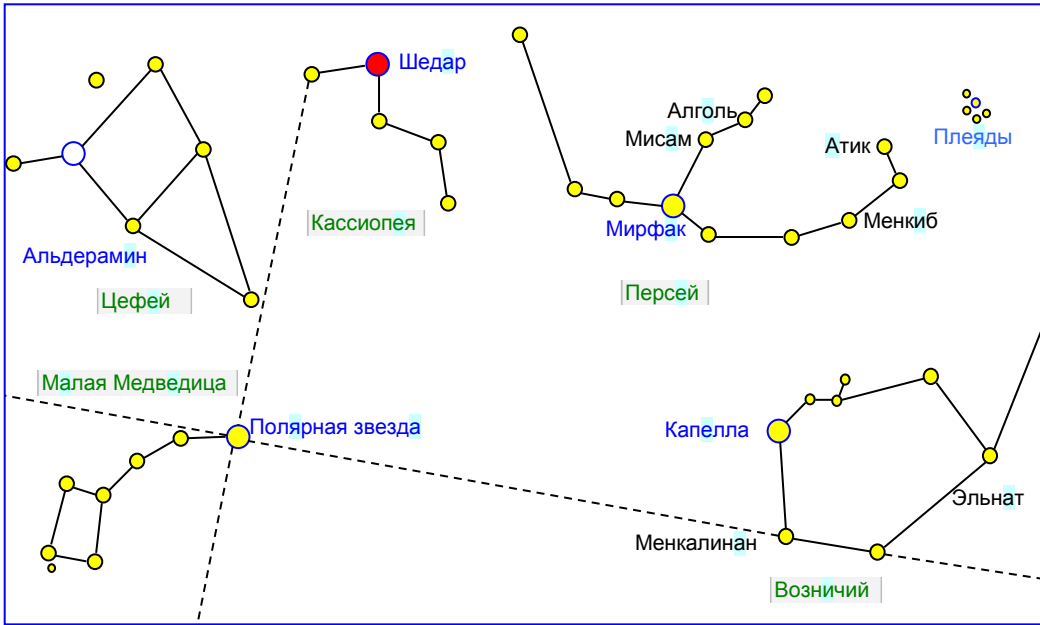 Шедар
Алголь
Мисам
Атик
Плеяды
Кассиопея
Мирфак
Менкиб
Альдерамин
Цефей
Персей
Малая Медведица
Полярная звезда
Капелла
Эльнат
Менкалинан
Возничий